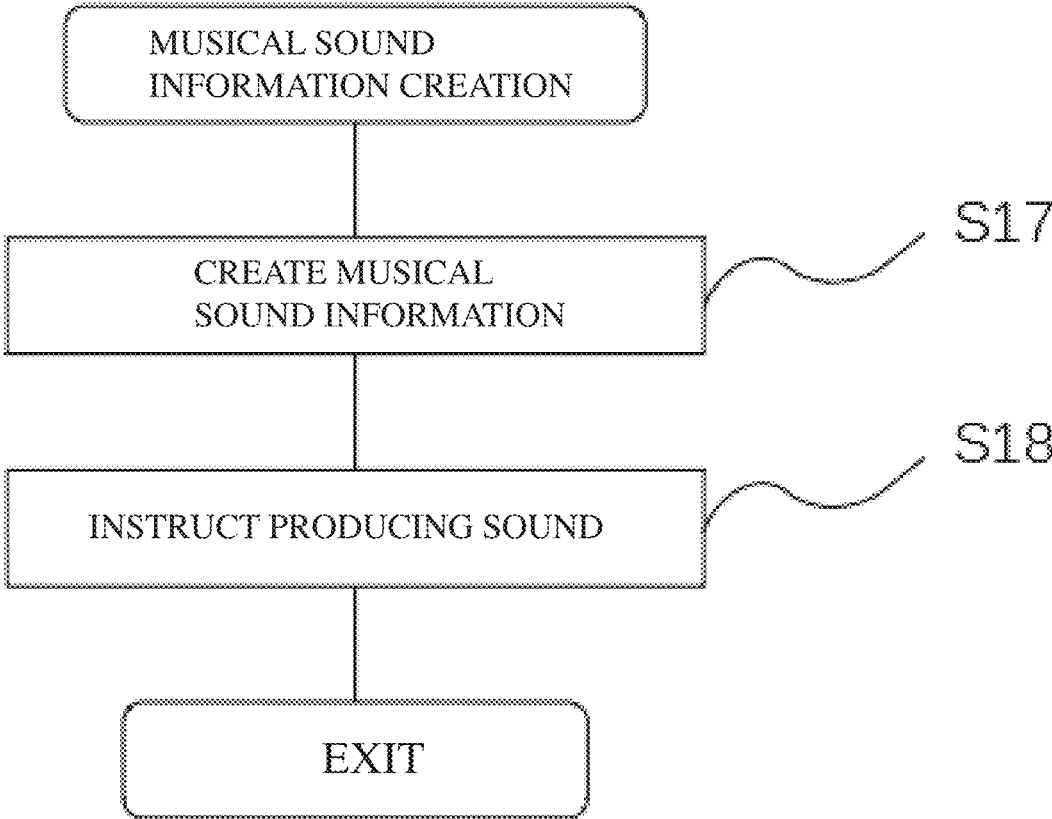 MUSICAL SOUND
INFORMATION CREATION
S17
CREATE MUSICAL
SOUND INFORMATION
S18
INSTRUCT PRODUCING SOUND
EXIT